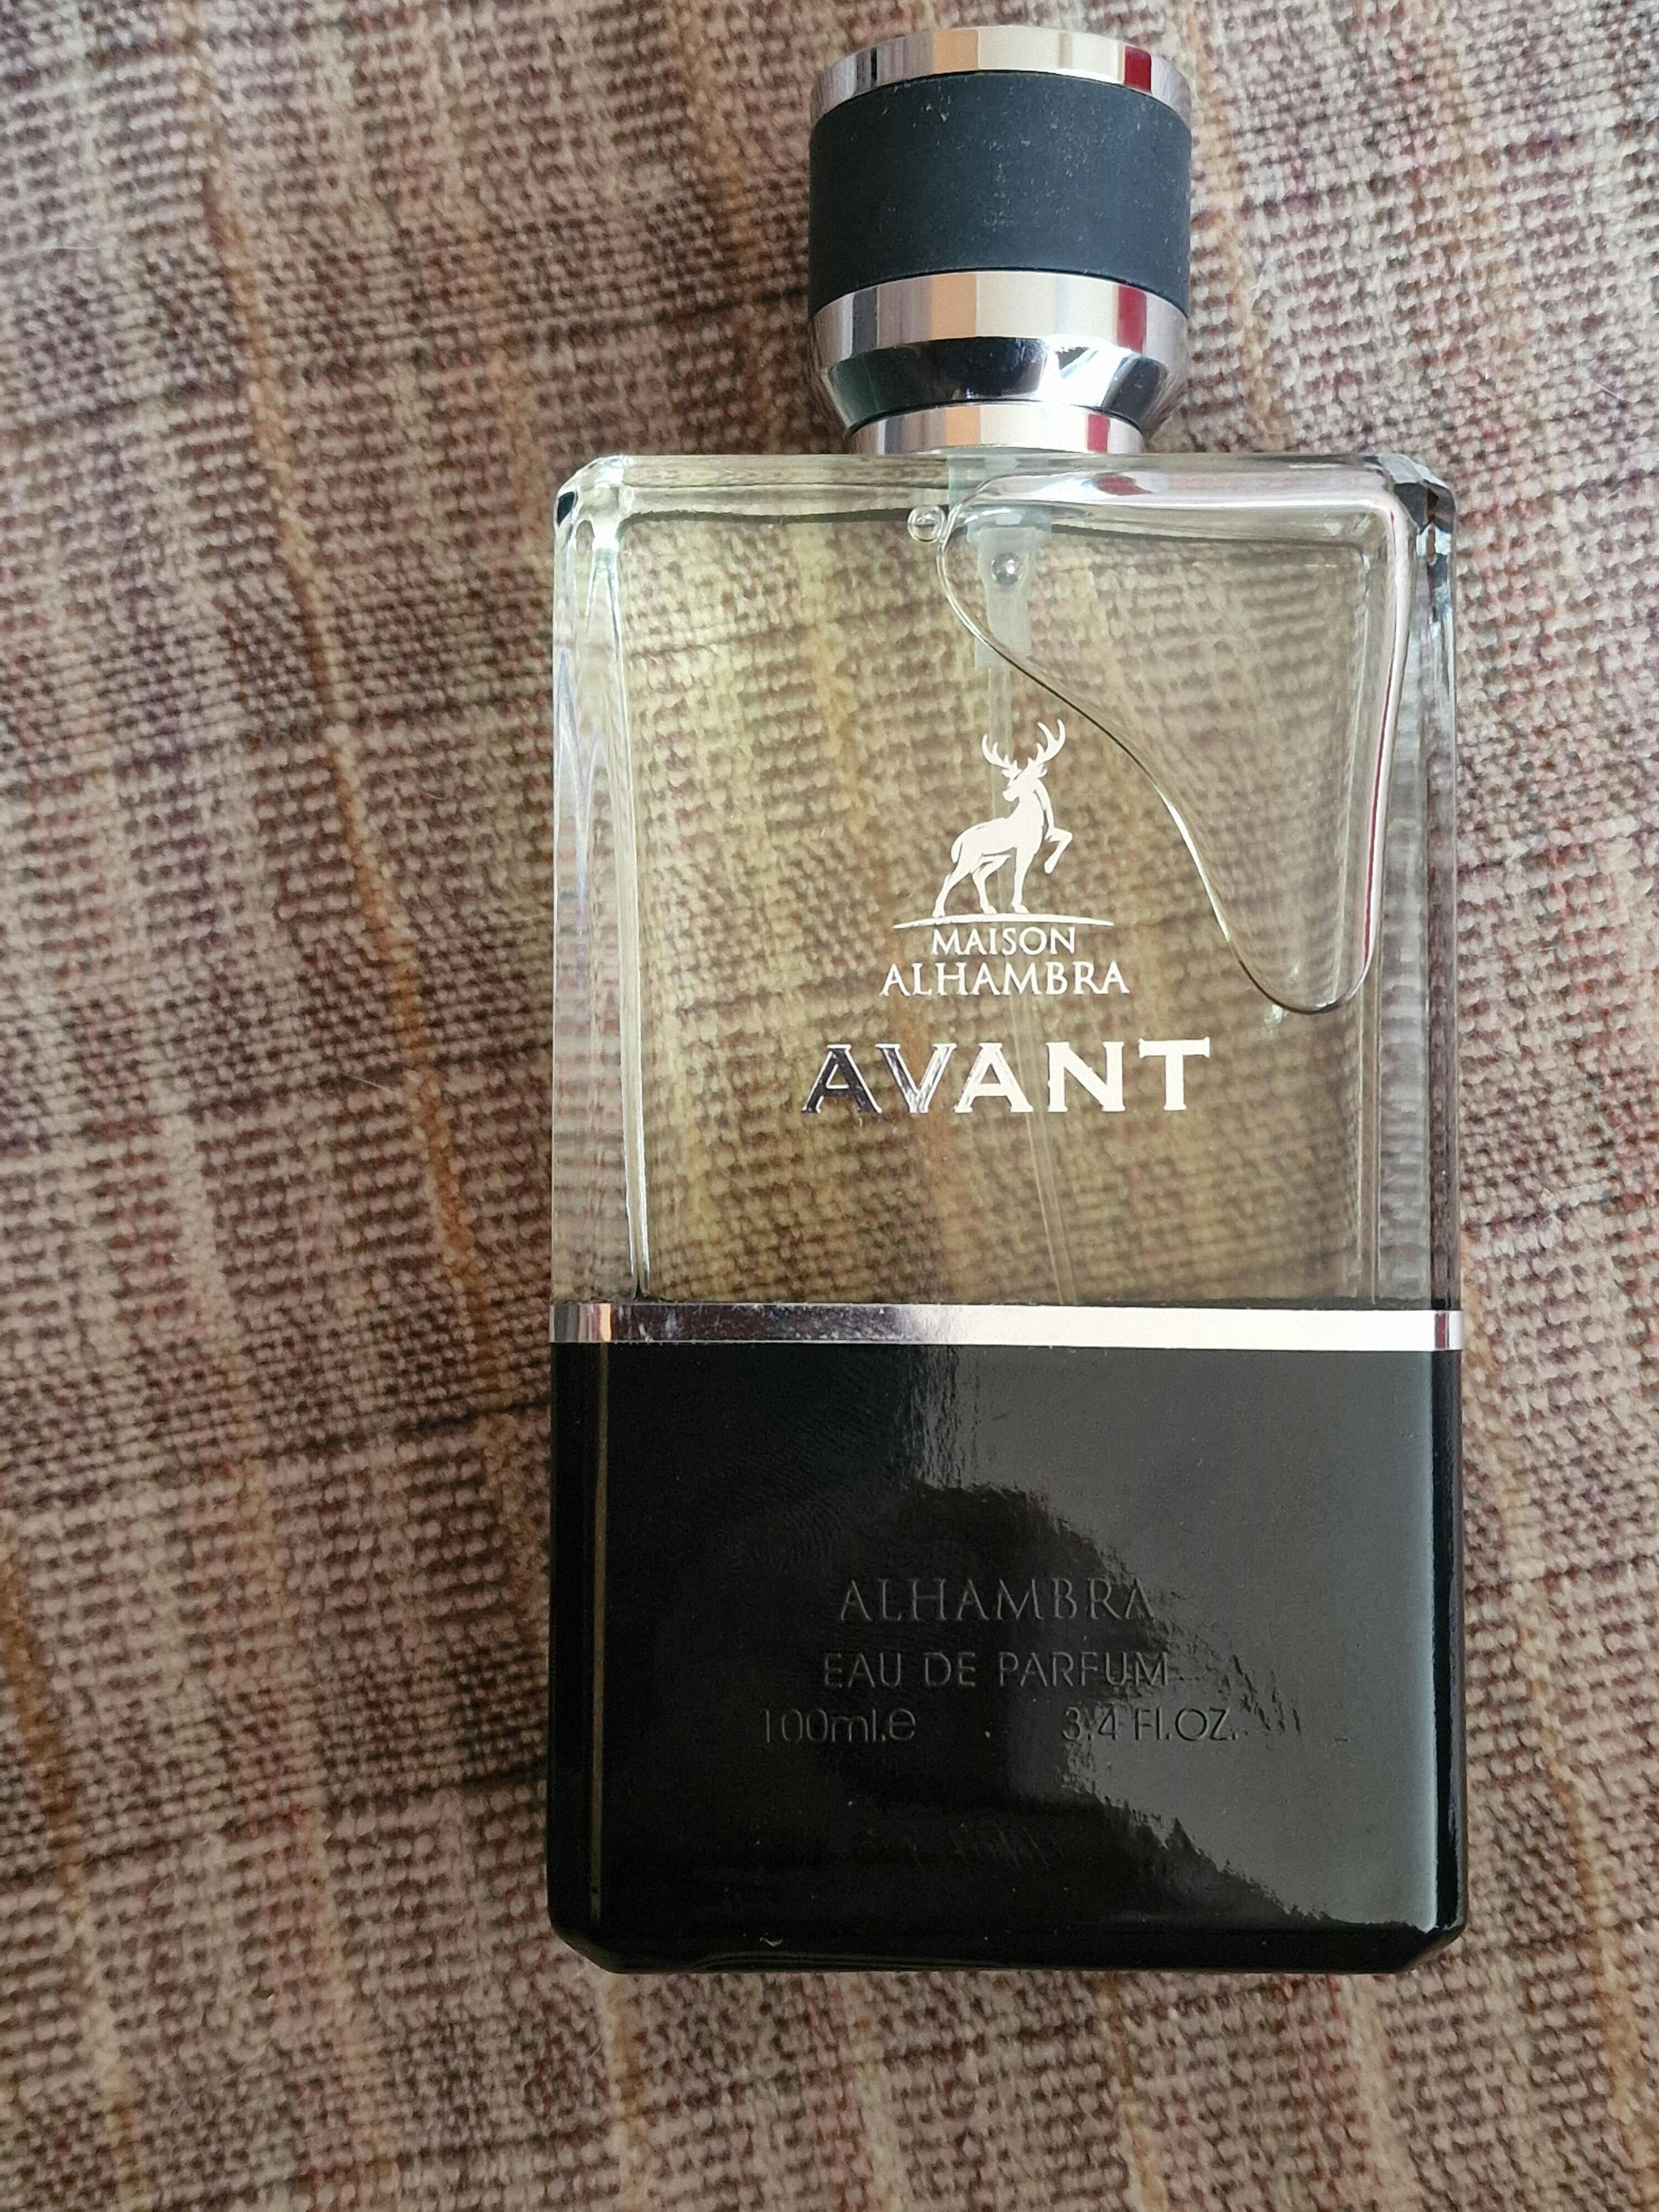 MAISON
ALHAMBRA
AVANT
ALHAMBRA
EAU DE PARFUM
100ml.e 3.4 Fl.OZ.